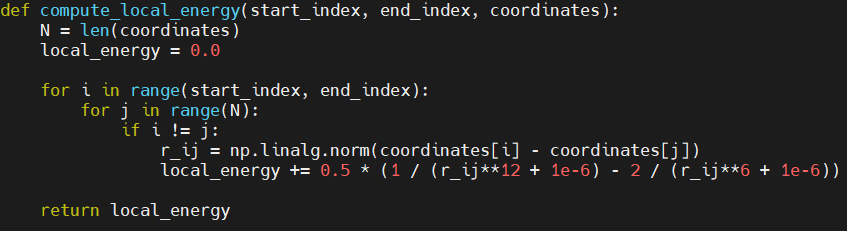 def compute_local_energy(start_index, end_index, coordinates):
    N = len(coordinates)
    local_energy = 0.0

    for i in range(start_index, end_index):
        for j in range(N):
            if i != j:
                r_ij = np.linalg.norm(coordinates[i] - coordinates[j])
                local_energy += 0.5 * (1 / (r_ij**12 + 1e-6) - 2 / (r_ij**6 + 1e-6))

    return local_energy